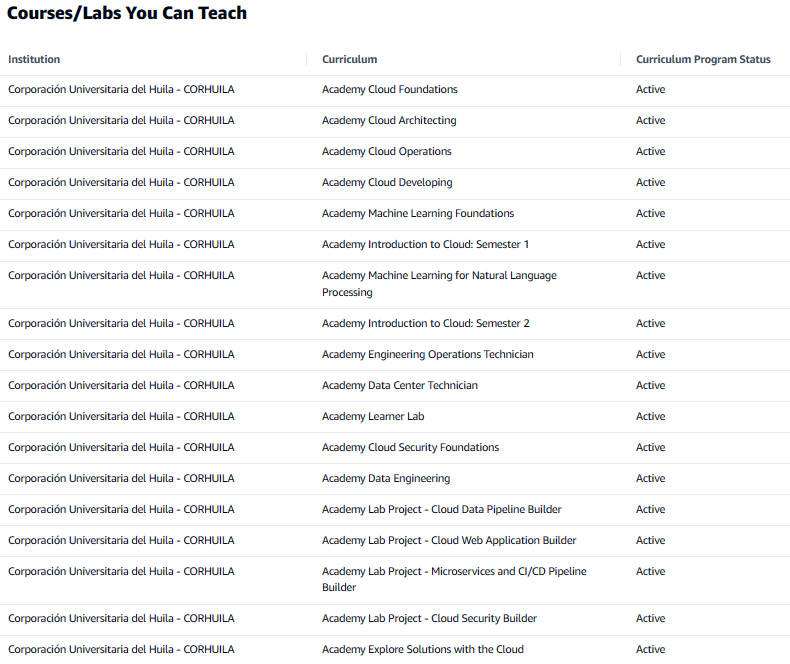 Courses/Labs You Can Teach
Institution Curriculum Curriculum Program Status
Corporación Universitaria del Huila - CORHUILA Academy Cloud Foundations Active
Corporación Universitaria del Huila - CORHUILA Academy Cloud Architecting Active
Corporación Universitaria del Huila - CORHUILA Academy Cloud Operations Active
Corporación Universitaria del Huila - CORHUILA Academy Cloud Developing Active
Corporación Universitaria del Huila - CORHUILA Academy Machine Learning Foundations Active
Corporación Universitaria del Huila - CORHUILA Academy Introduction to Cloud: Semester 1 Active
Corporación Universitaria del Huila - CORHUILA Academy Machine Learning for Natural Language Active
Processing
Corporación Universitaria del Huila - CORHUILA Academy Introduction to Cloud: Semester 2 Active
Corporación Universitaria del Huila - CORHUILA Academy Engineering Operations Technician Active
Corporación Universitaria del Huila - CORHUILA Academy Data Center Technician Active
Corporación Universitaria del Huila - CORHUILA Academy Learner Lab Active
Corporación Universitaria del Huila - CORHUILA Academy Cloud Security Foundations Active
Corporación Universitaria del Huila - CORHUILA Academy Data Engineering Active
Corporación Universitaria del Huila - CORHUILA Academy Lab Project - Cloud Data Pipeline Builder Active
Corporación Universitaria del Huila - CORHUILA Academy Lab Project - Cloud Web Application Builder Active
Corporación Universitaria del Huila - CORHUILA Academy Lab Project - Microservices and CI/CD Pipeline Active
Builder
Corporación Universitaria del Huila - CORHUILA Academy Lab Project - Cloud Security Builder Active
Corporación Universitaria del Huila - CORHUILA Academy Explore Solutions with the Cloud Active